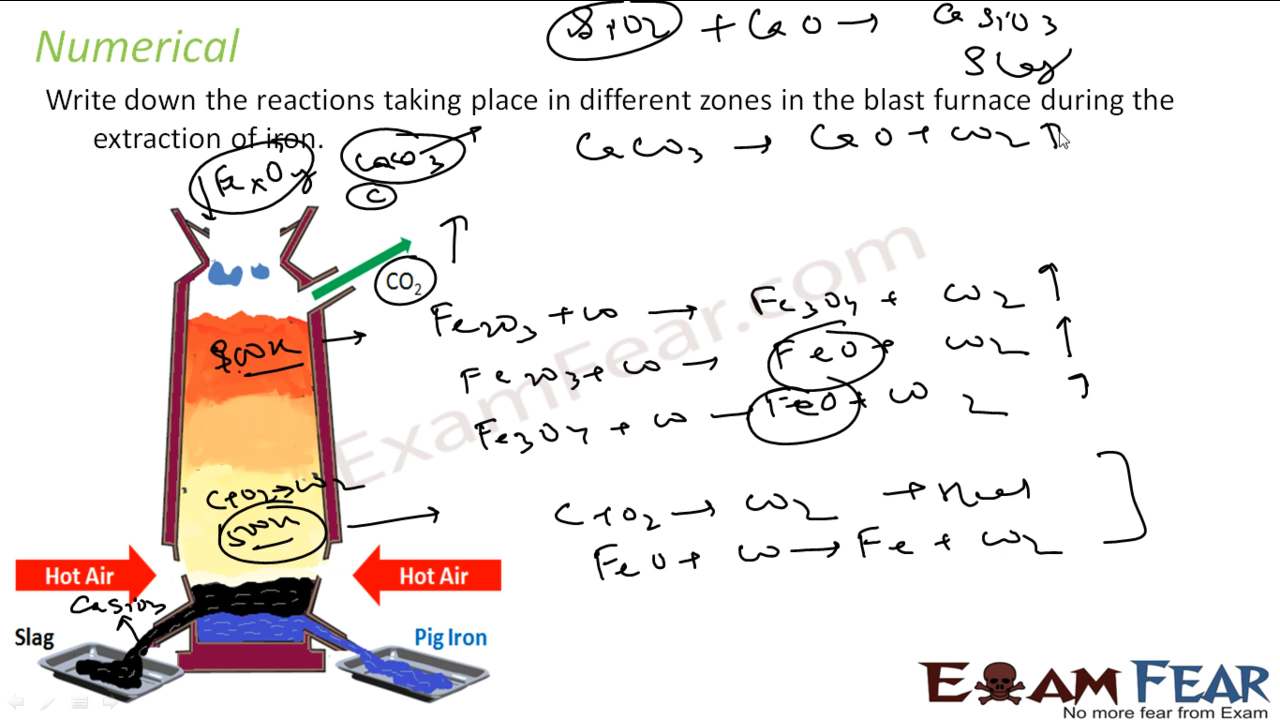 Numerical
SiO2 + CaO → CaSiO3
Slag
Write down the reactions taking place in different zones in the blast furnace during the
extraction of iron.
CaCO3 → CaO + CO2 ↑
FexOy
CaCO3
C
CO2
Fe2O3 + CO → Fe3O4 + CO2 ↑
Fe2O3 + CO → FeO + CO2 ↑
Fe3O4 + CO — FeO + CO2
C + O2 → CO2
C + O2 → CO2 + Heat
FeO + CO → Fe + CO2
Hot Air
Hot Air
CaSiO3
Slag
Pig Iron
ExamFear.com
EXAM FEAR
No more fear from Exam